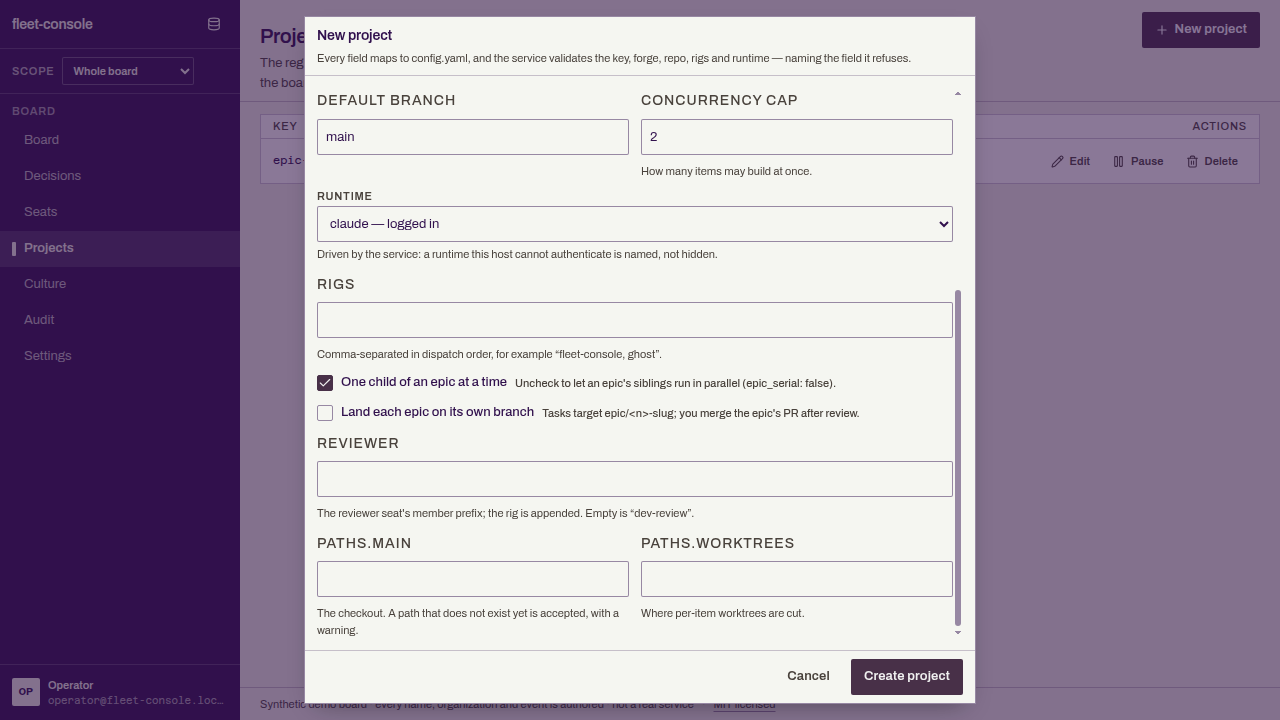 fleet-console
SCOPE
Whole board
BOARD
Board
Decisions
Seats
Projects
Culture
Audit
Settings
OP
Operator
operator@fleet-console.loc…
New project
KEY
ACTIONS
Edit
Pause
Delete
New project
Every field maps to config.yaml, and the service validates the key, forge, repo, rigs and runtime — naming the field it refuses.
DEFAULT BRANCH
CONCURRENCY CAP
main
2
How many items may build at once.
RUNTIME
claude — logged in
Driven by the service: a runtime this host cannot authenticate is named, not hidden.
RIGS
Comma-separated in dispatch order, for example “fleet-console, ghost”.
One child of an epic at a time Uncheck to let an epic's siblings run in parallel (epic_serial: false).
Land each epic on its own branch Tasks target epic/<n>-slug; you merge the epic's PR after review.
REVIEWER
The reviewer seat's member prefix; the rig is appended. Empty is “dev-review”.
PATHS.MAIN
PATHS.WORKTREES
The checkout. A path that does not exist yet is accepted, with a
warning.
Where per-item worktrees are cut.
Cancel
Create project